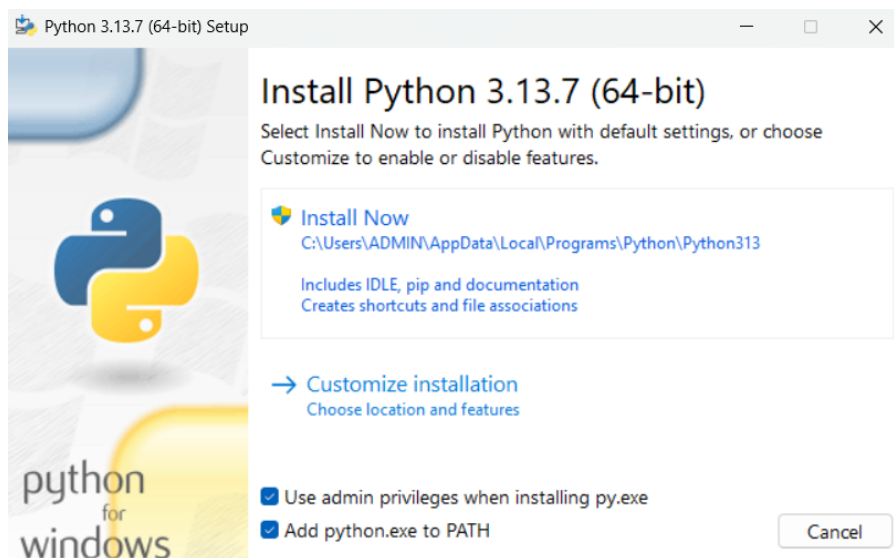 Python 3.13.7 (64-bit) Setup
Install Python 3.13.7 (64-bit)
Select Install Now to install Python with default settings, or choose
Customize to enable or disable features.
Install Now
C:\Users\ADMIN\AppData\Local\Programs\Python\Python313
Includes IDLE, pip and documentation
Creates shortcuts and file associations
Customize installation
Choose location and features
Use admin privileges when installing py.exe
Add python.exe to PATH
Cancel
python
for
windows